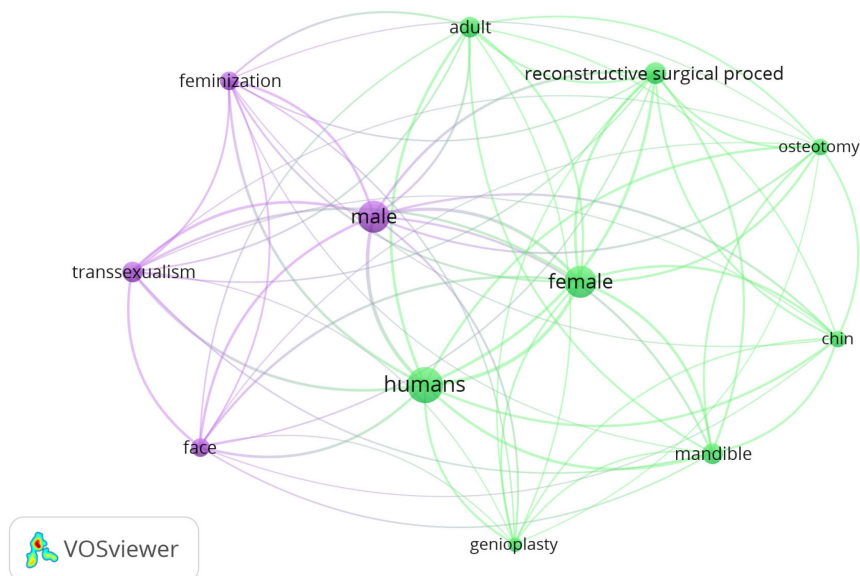 adult
reconstructive surgical proced
feminization
osteotomy
male
transsexualism
female
chin
humans
face
mandible
genioplasty
VOSviewer